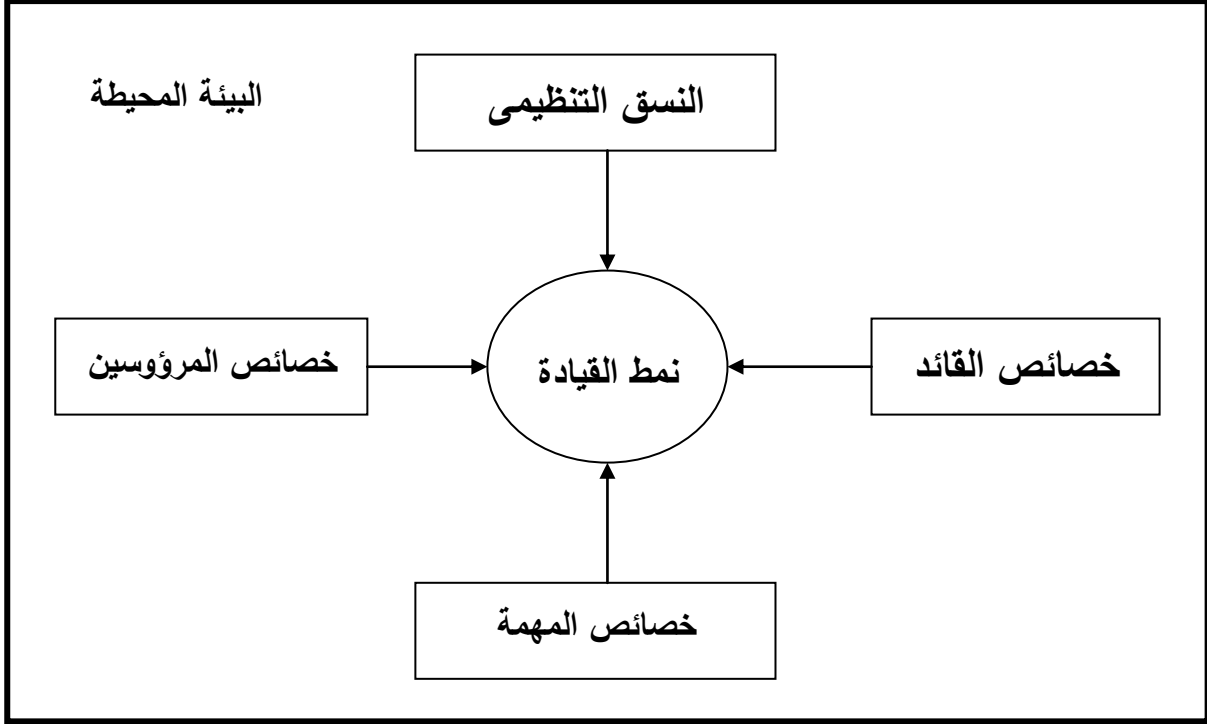 النسق التنظيمى
البيئة المحيطة
خصائص القائد
نمط القيادة
خصائص المرؤوسين
خصائص المهمة